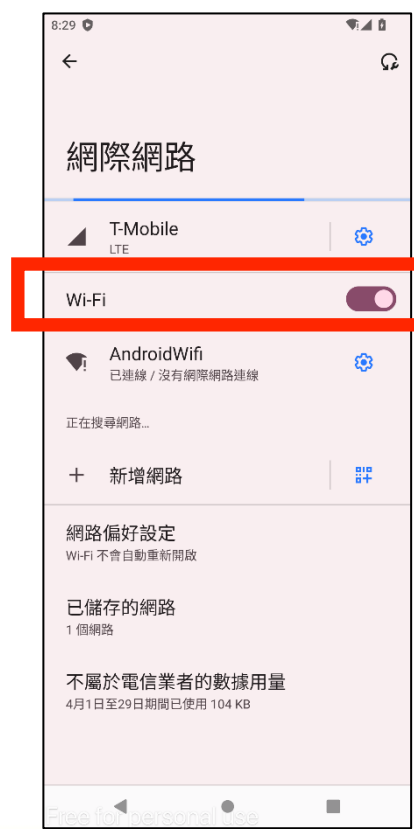 8:29
網際網路
T-Mobile
LTE
Wi-Fi
AndroidWifi
已連線 / 沒有網際網路連線
正在搜尋網路…
新增網路
網路偏好設定
Wi-Fi 不會自動重新開啟
已儲存的網路
1 個網路
不屬於電信業者的數據用量
4月1日至29日期間已使用 104 KB
Free for personal use